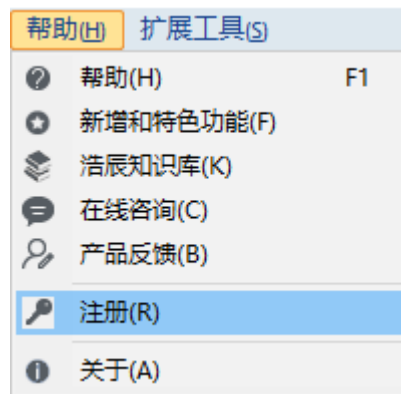 帮助(H) 扩展工具(S)
帮助(H) F1
新增和特色功能(F)
浩辰知识库(K)
在线咨询(C)
产品反馈(B)
注册(R)
关于(A)